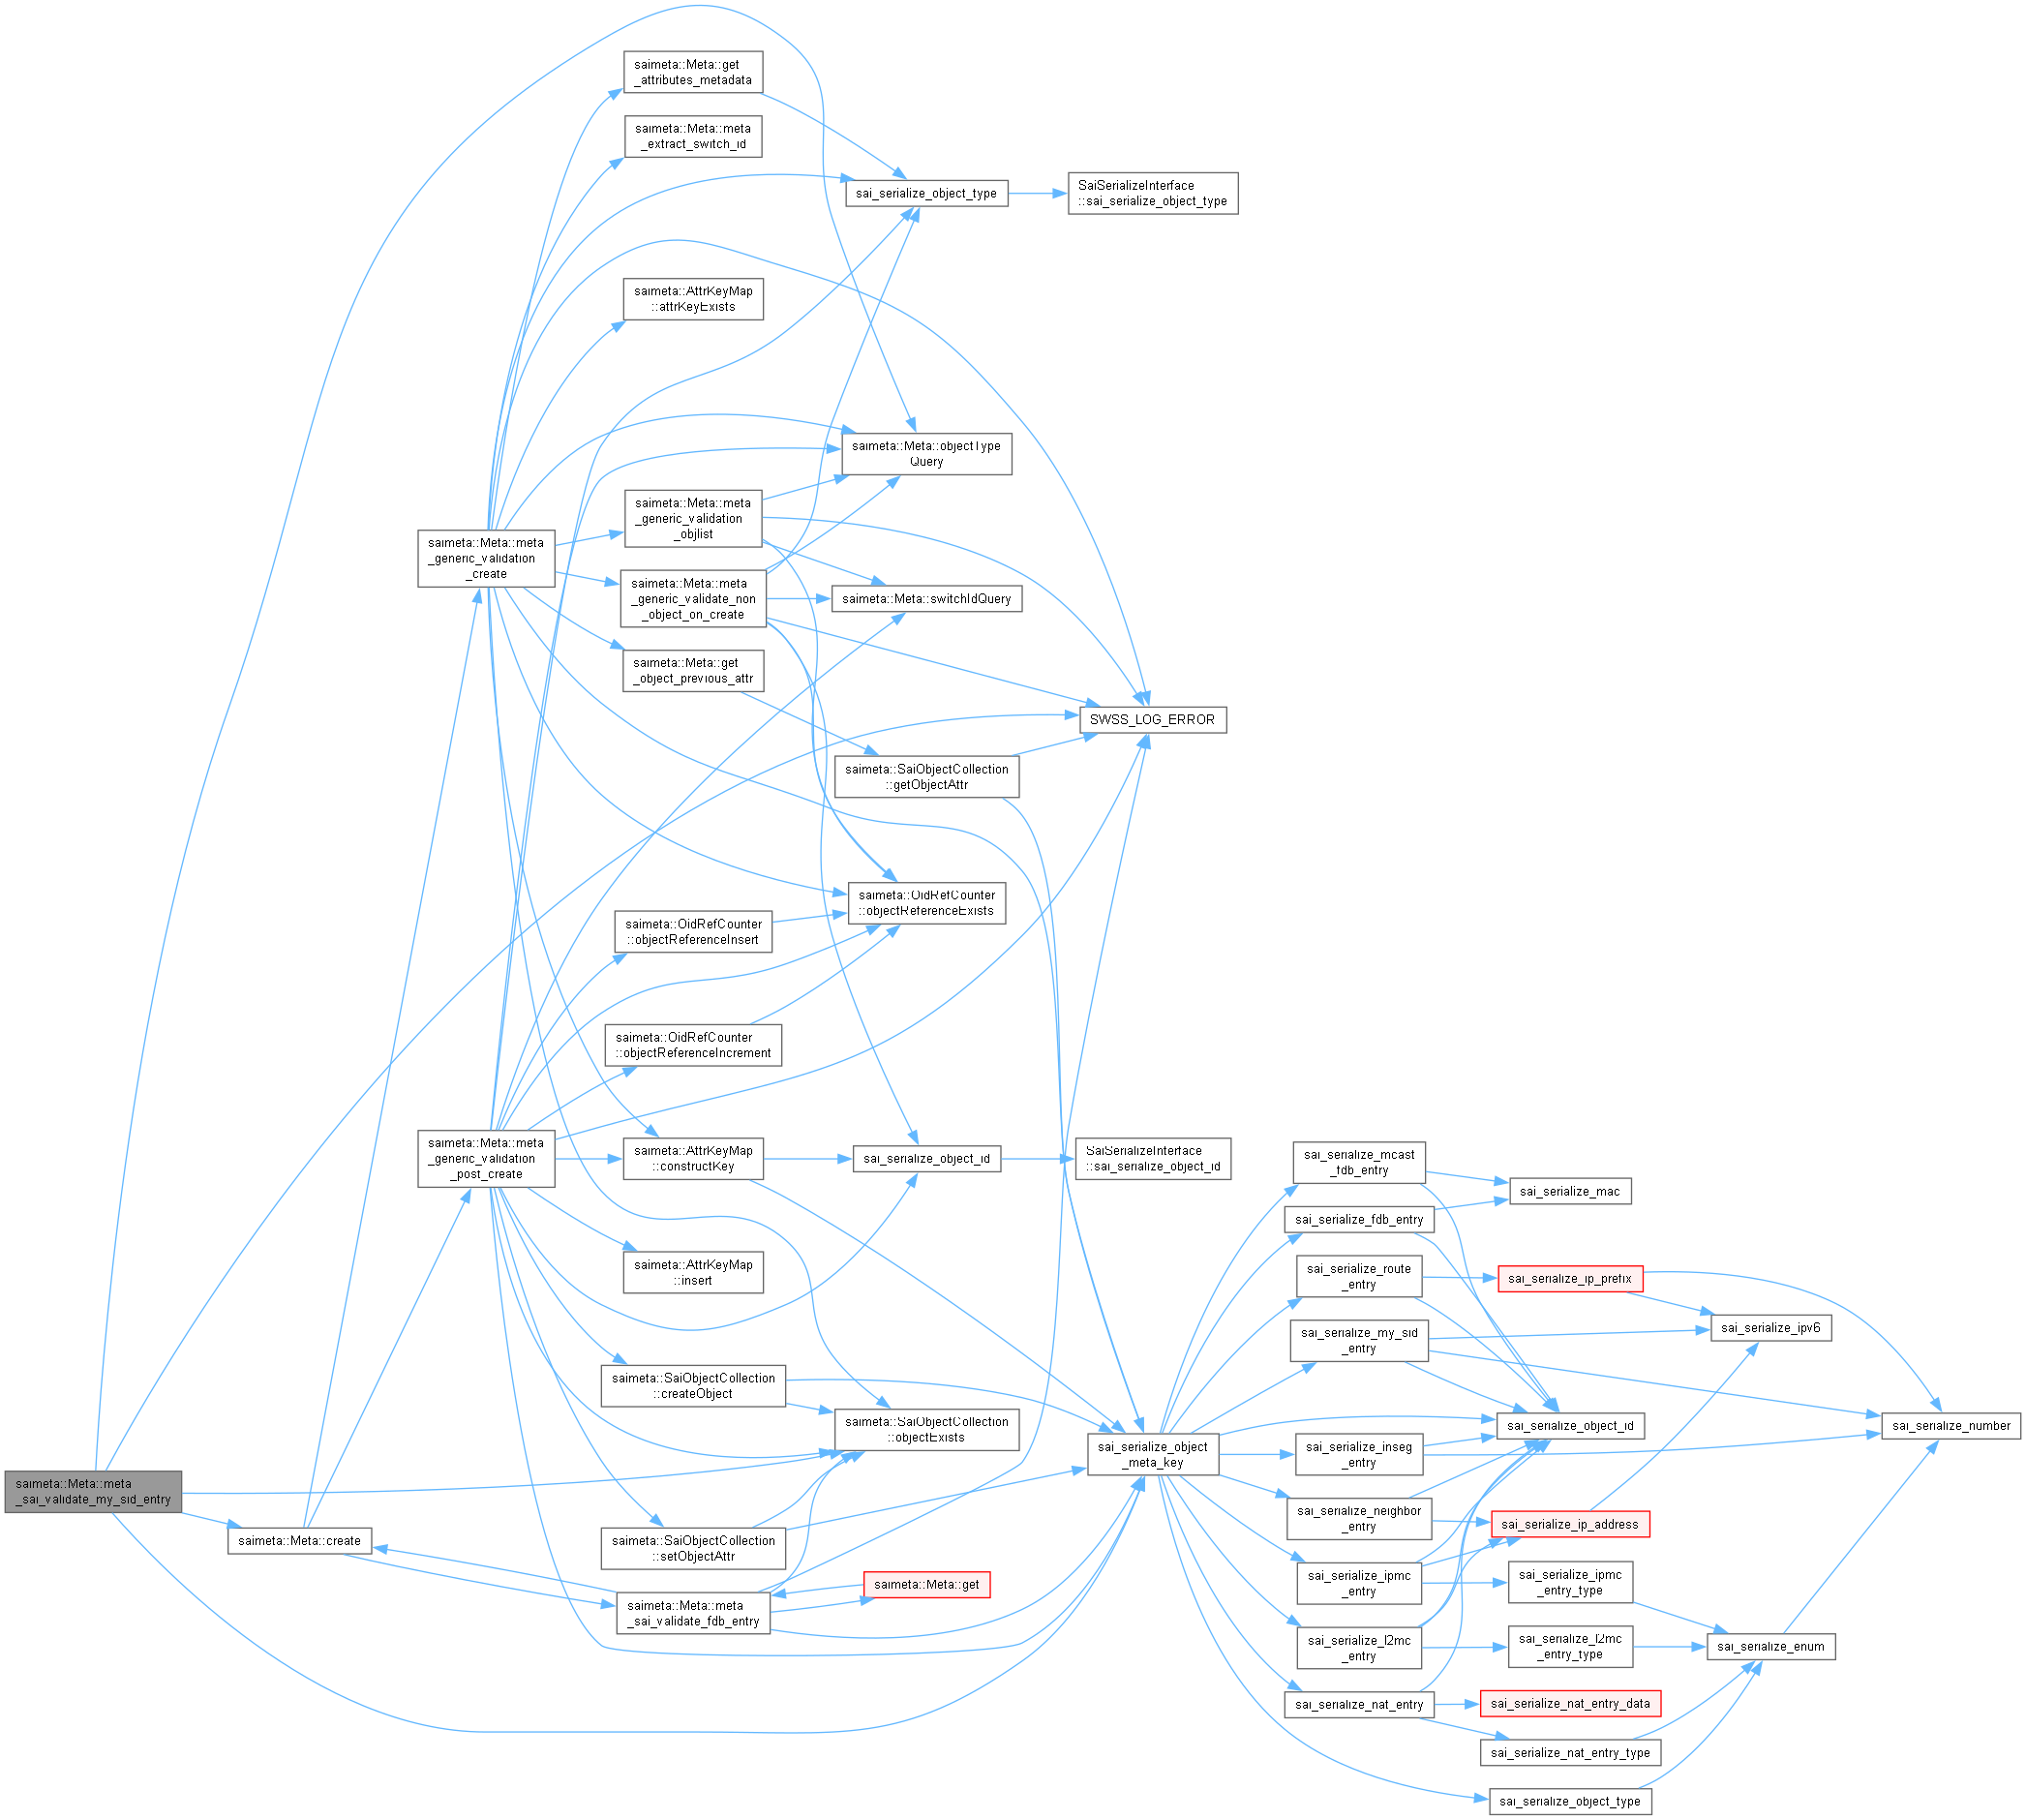 saimeta::Meta::get
_attributes_metadata
saimeta::Meta::meta
_extract_switch_id
sai_serialize_object_type
SaiSerializeInterface
::sai_serialize_object_type
saimeta::AttrKeyMap
::attrKeyExists
saimeta::Meta::objectType
Query
saimeta::Meta::meta
_generic_validation
_objlist
saimeta::Meta::meta
_generic_validation
_create
saimeta::Meta::meta
_generic_validate_non
_object_on_create
saimeta::Meta::switchIdQuery
saimeta::Meta::get
_object_previous_attr
SWSS_LOG_ERROR
saimeta::SaiObjectCollection
::getObjectAttr
saimeta::OidRefCounter
::objectReferenceExists
saimeta::OidRefCounter
::objectReferenceInsert
saimeta::OidRefCounter
::objectReferenceIncrement
saimeta::Meta::meta
_generic_validation
_post_create
saimeta::AttrKeyMap
::constructKey
sai_serialize_object_id
SaiSerializeInterface
::sai_serialize_object_id
sai_serialize_mcast
_fdb_entry
sai_serialize_mac
sai_serialize_fdb_entry
saimeta::AttrKeyMap
::insert
sai_serialize_route
_entry
sai_serialize_ip_prefix
sai_serialize_ipv6
sai_serialize_my_sid
_entry
saimeta::SaiObjectCollection
::createObject
saimeta::SaiObjectCollection
::objectExists
sai_serialize_object_id
sai_serialize_number
sai_serialize_object
_meta_key
sai_serialize_inseg
_entry
saimeta::Meta::meta
_sai_validate_my_sid_entry
sai_serialize_neighbor
_entry
sai_serialize_ip_address
saimeta::Meta::create
saimeta::SaiObjectCollection
::setObjectAttr
saimeta::Meta::get
sai_serialize_ipmc
_entry
sai_serialize_ipmc
_entry_type
saimeta::Meta::meta
_sai_validate_fdb_entry
sai_serialize_l2mc
_entry
sai_serialize_l2mc
_entry_type
sai_serialize_enum
sai_serialize_nat_entry
sai_serialize_nat_entry_data
sai_serialize_nat_entry_type
sai_serialize_object_type